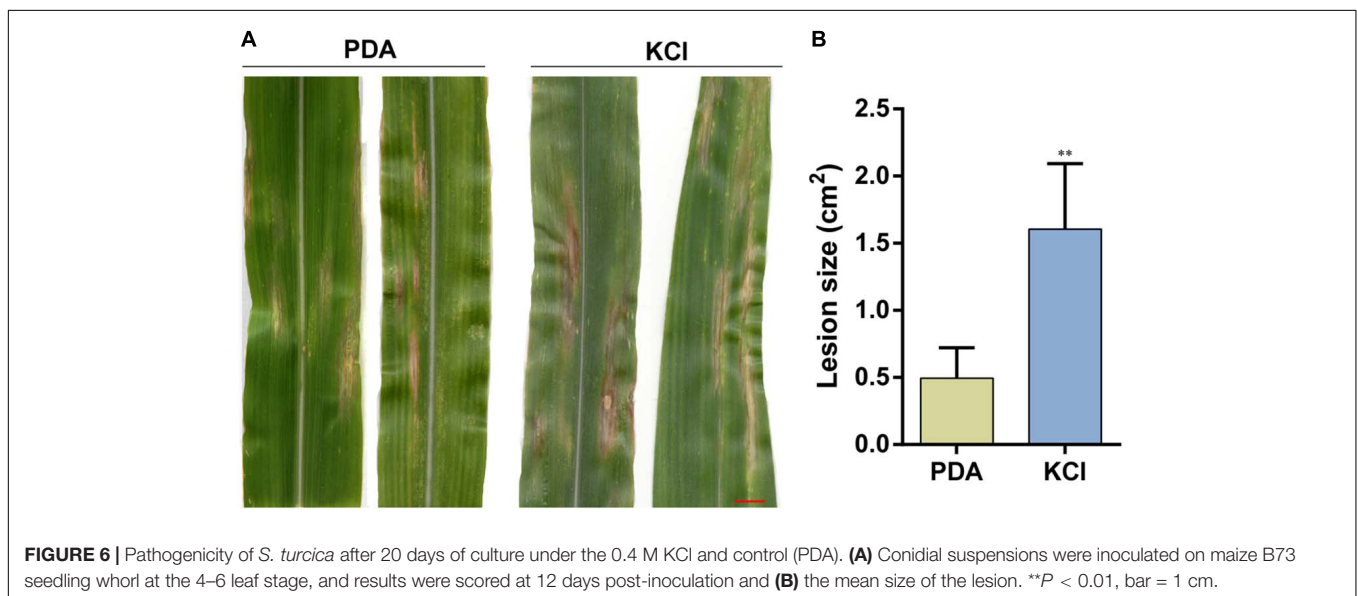 A
PDA
KCl
B
Lesion size (cm²)
2.5
2.0
1.5
1.0
0.5
0.0
**
PDA
KCl
FIGURE 6 | Pathogenicity of S. turcica after 20 days of culture under the 0.4 M KCl and control (PDA). (A) Conidial suspensions were inoculated on maize B73
seedling whorl at the 4–6 leaf stage, and results were scored at 12 days post-inoculation and (B) the mean size of the lesion. **P < 0.01, bar = 1 cm.